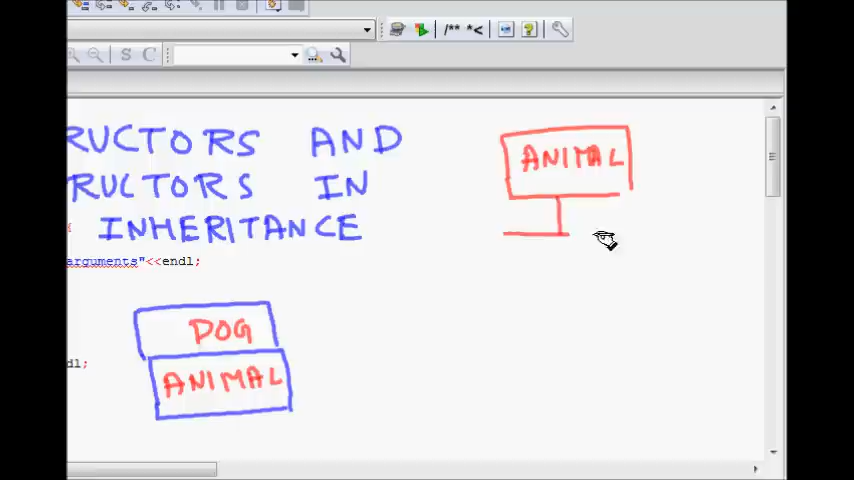 RUCTORS AND
RUCTORS IN
INHERITANCE
arguments"<<endl;
dl;
ANIMAL
DOG
ANIMAL
S C
/** *<